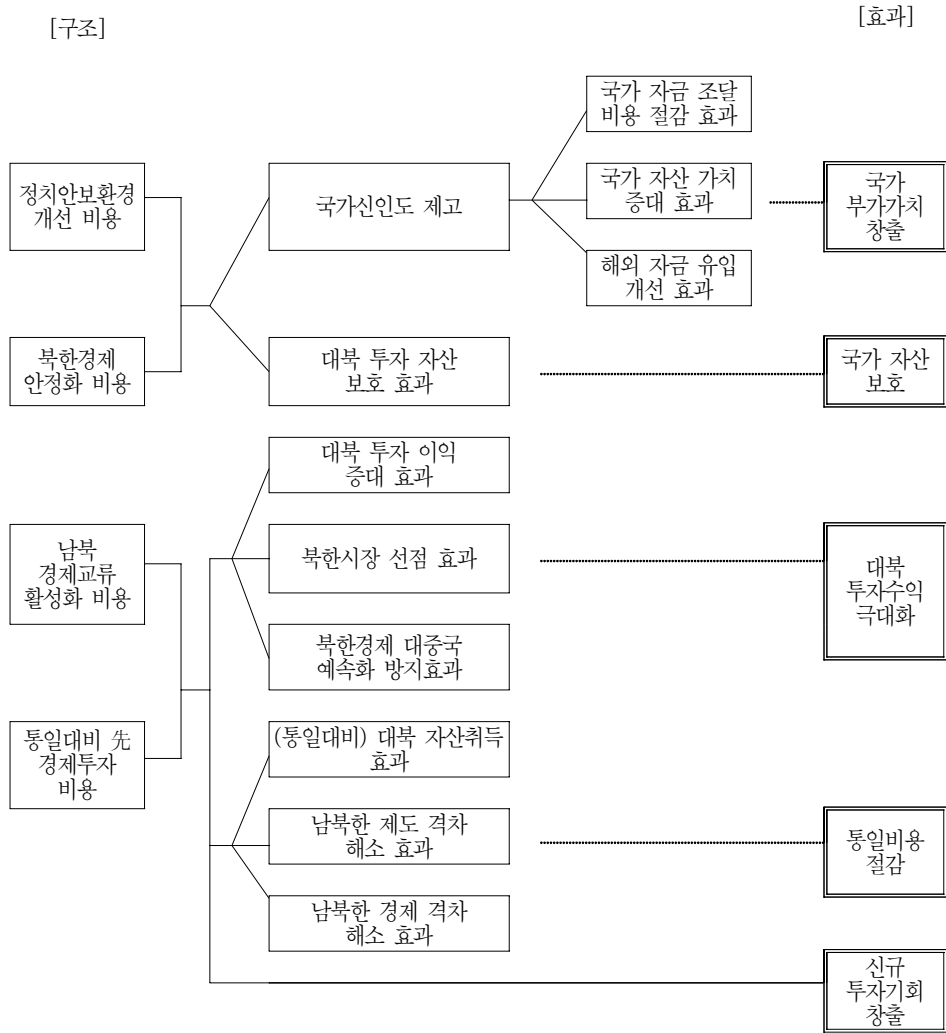 [구조]
[효과]
국가 자금 조달
비용 절감 효과
정치안보환경
개선 비용
국가신인도 제고
국가 자산 가치
증대 효과
국가
부가가치
창출
해외 자금 유입
개선 효과
북한경제
안정화 비용
대북 투자 자산
보호 효과
국가 자산
보호
대북 투자 이익
증대 효과
남북
경제교류
활성화 비용
북한시장 선점 효과
대북
투자수익
극대화
북한경제 대중국
예속화 방지효과
통일대비 先
경제투자
비용
(통일대비) 대북 자산취득
효과
남북한 제도 격차
해소 효과
통일비용
절감
남북한 경제 격차
해소 효과
신규
투자기회
창출